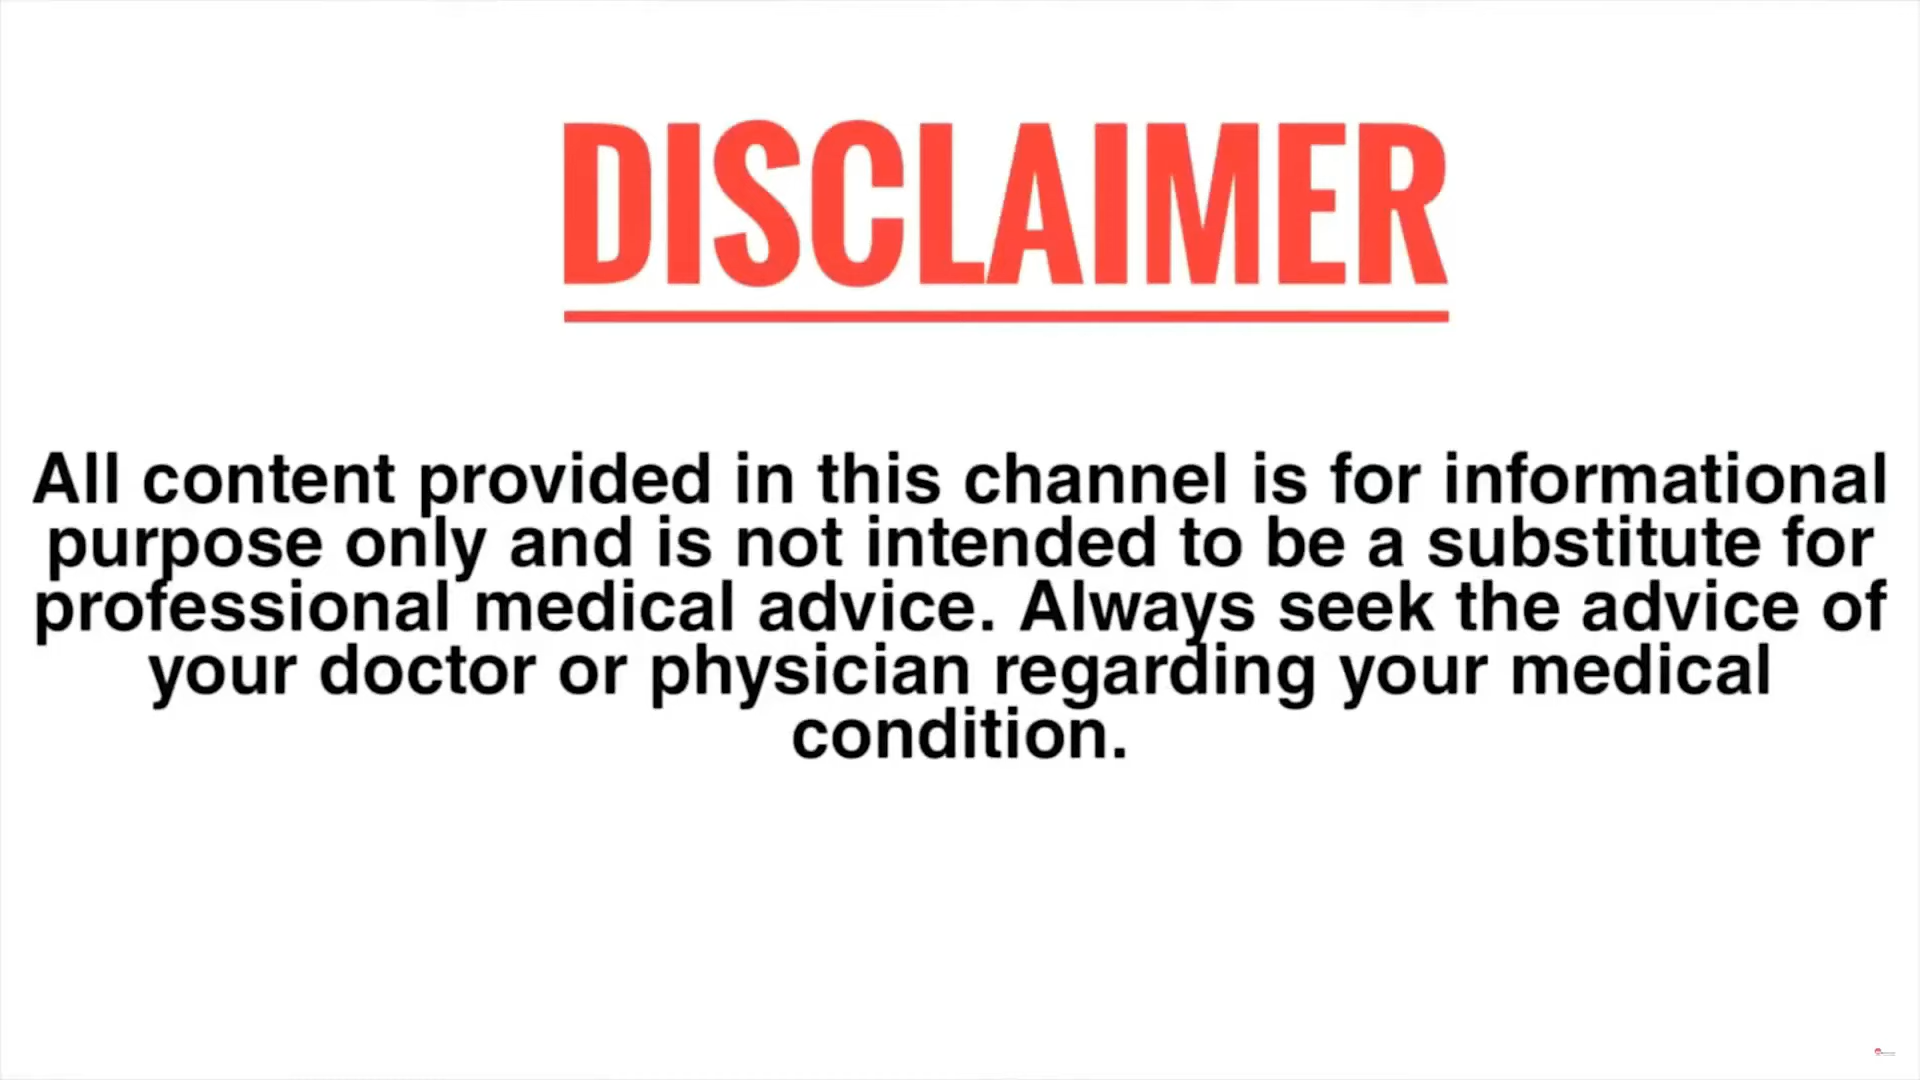 DISCLAIMER
All content provided in this channel is for informational
purpose only and is not intended to be a substitute for
professional medical advice. Always seek the advice of
your doctor or physician regarding your medical
condition.